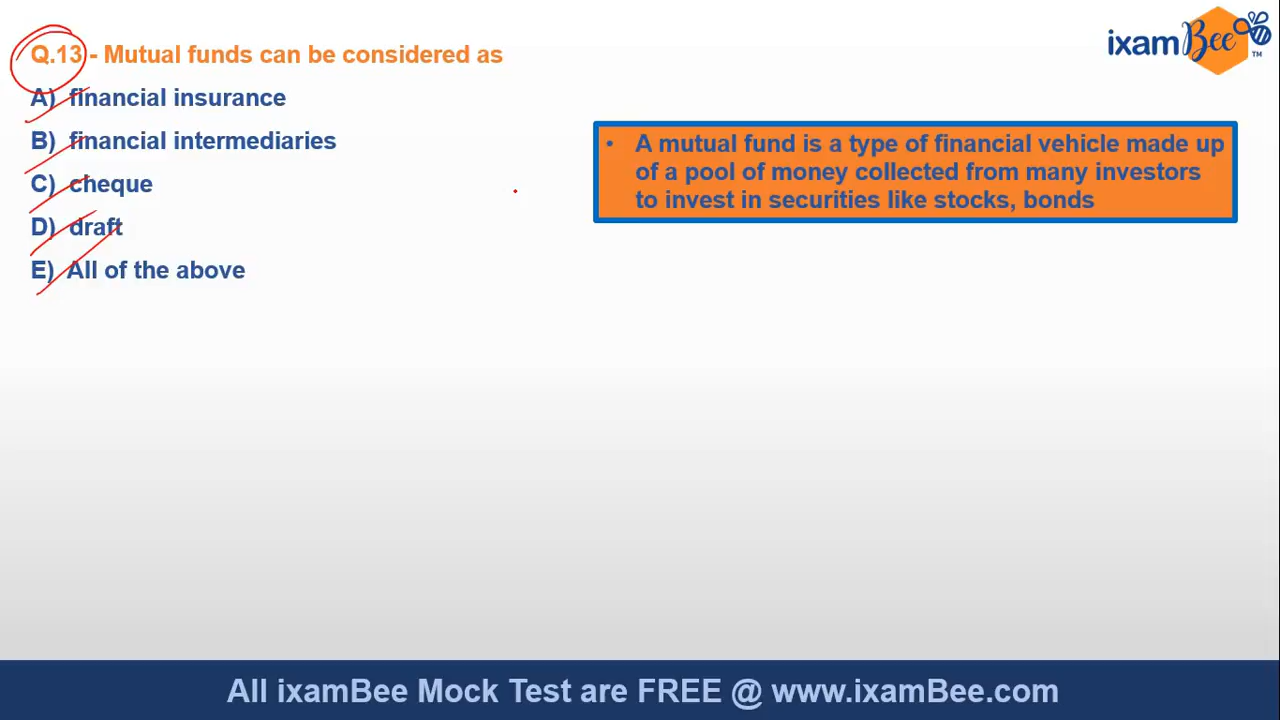 Q.13 - Mutual funds can be considered as
A) financial insurance
B) financial intermediaries
C) cheque
D) draft
E) All of the above
ixamBee
TM
• A mutual fund is a type of financial vehicle made up
of a pool of money collected from many investors
to invest in securities like stocks, bonds
All ixamBee Mock Test are FREE @ www.ixamBee.com